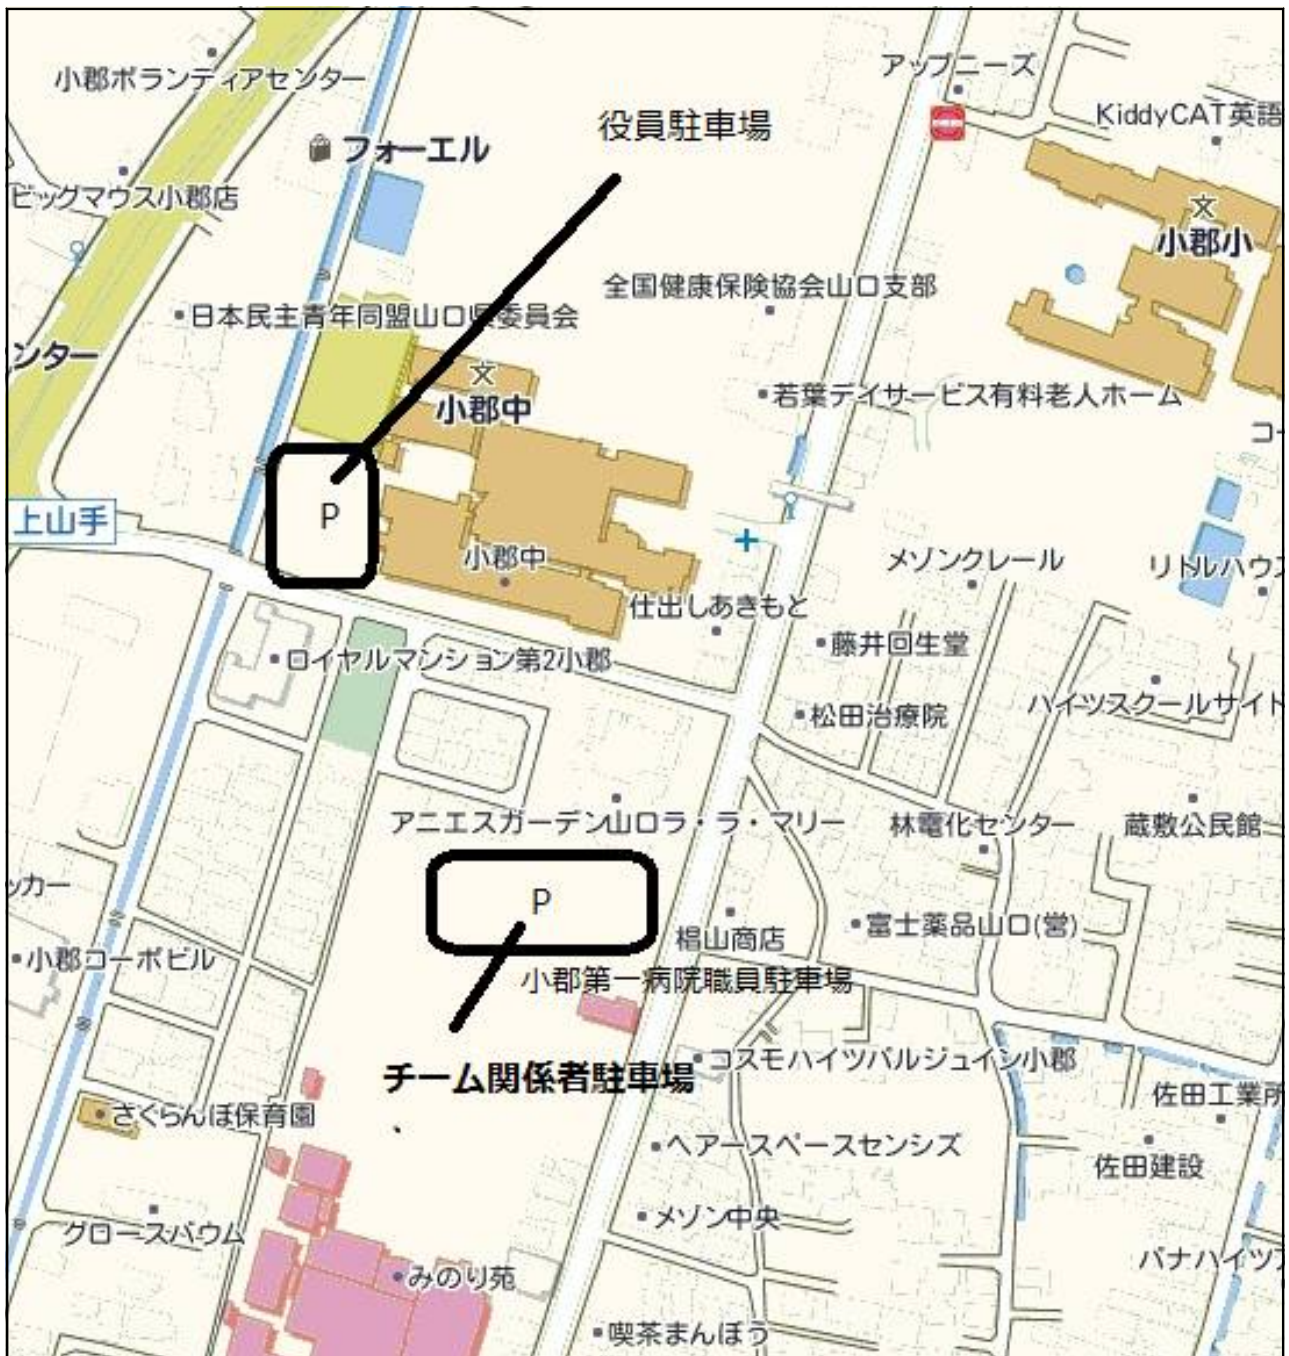 アップニーズ
小郡ボランティアセンター
KiddyCAT英語
役員駐車場
フォーエル
ビッグマウス小郡店
文
小郡小
全国健康保険協会山口支部
日本民主青年同盟山口県委員会
ンター
文
小郡中
若葉デイサービス有料老人ホーム
コー
上山手
P
小郡中
メゾンクレール
リトルハウス
仕出しあきもと
藤井回生堂
ロイヤルマンション第2小郡
ハイツスクールサイト
松田治療院
アニエスガーデン山口ラ・ラ・マリー
林電化センター
蔵敷公民館
ッカー
P
椙山商店
富士薬品山口(営)
小郡コーポビル
小郡第一病院職員駐車場
コスモハイツパルジュイン小郡
チーム関係者駐車場
、
佐田工業所
さくらんぼ保育園
ヘアースペースセンシズ
佐田建設
メゾン中央
グロースバウム
パナハイツ
みのり苑
喫茶まんぼう